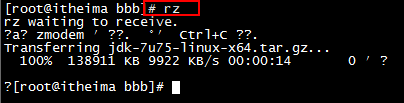 [root@itheima bbb]# rz
rz waiting to receive.
?a? zmodem ′ ??. °′ Ctrl+C ??.
Transferring jdk-7u75-linux-x64.tar.gz...
100% 138911 KB 9922 KB/s 00:00:14 0 ′ ?
?[root@itheima bbb]#